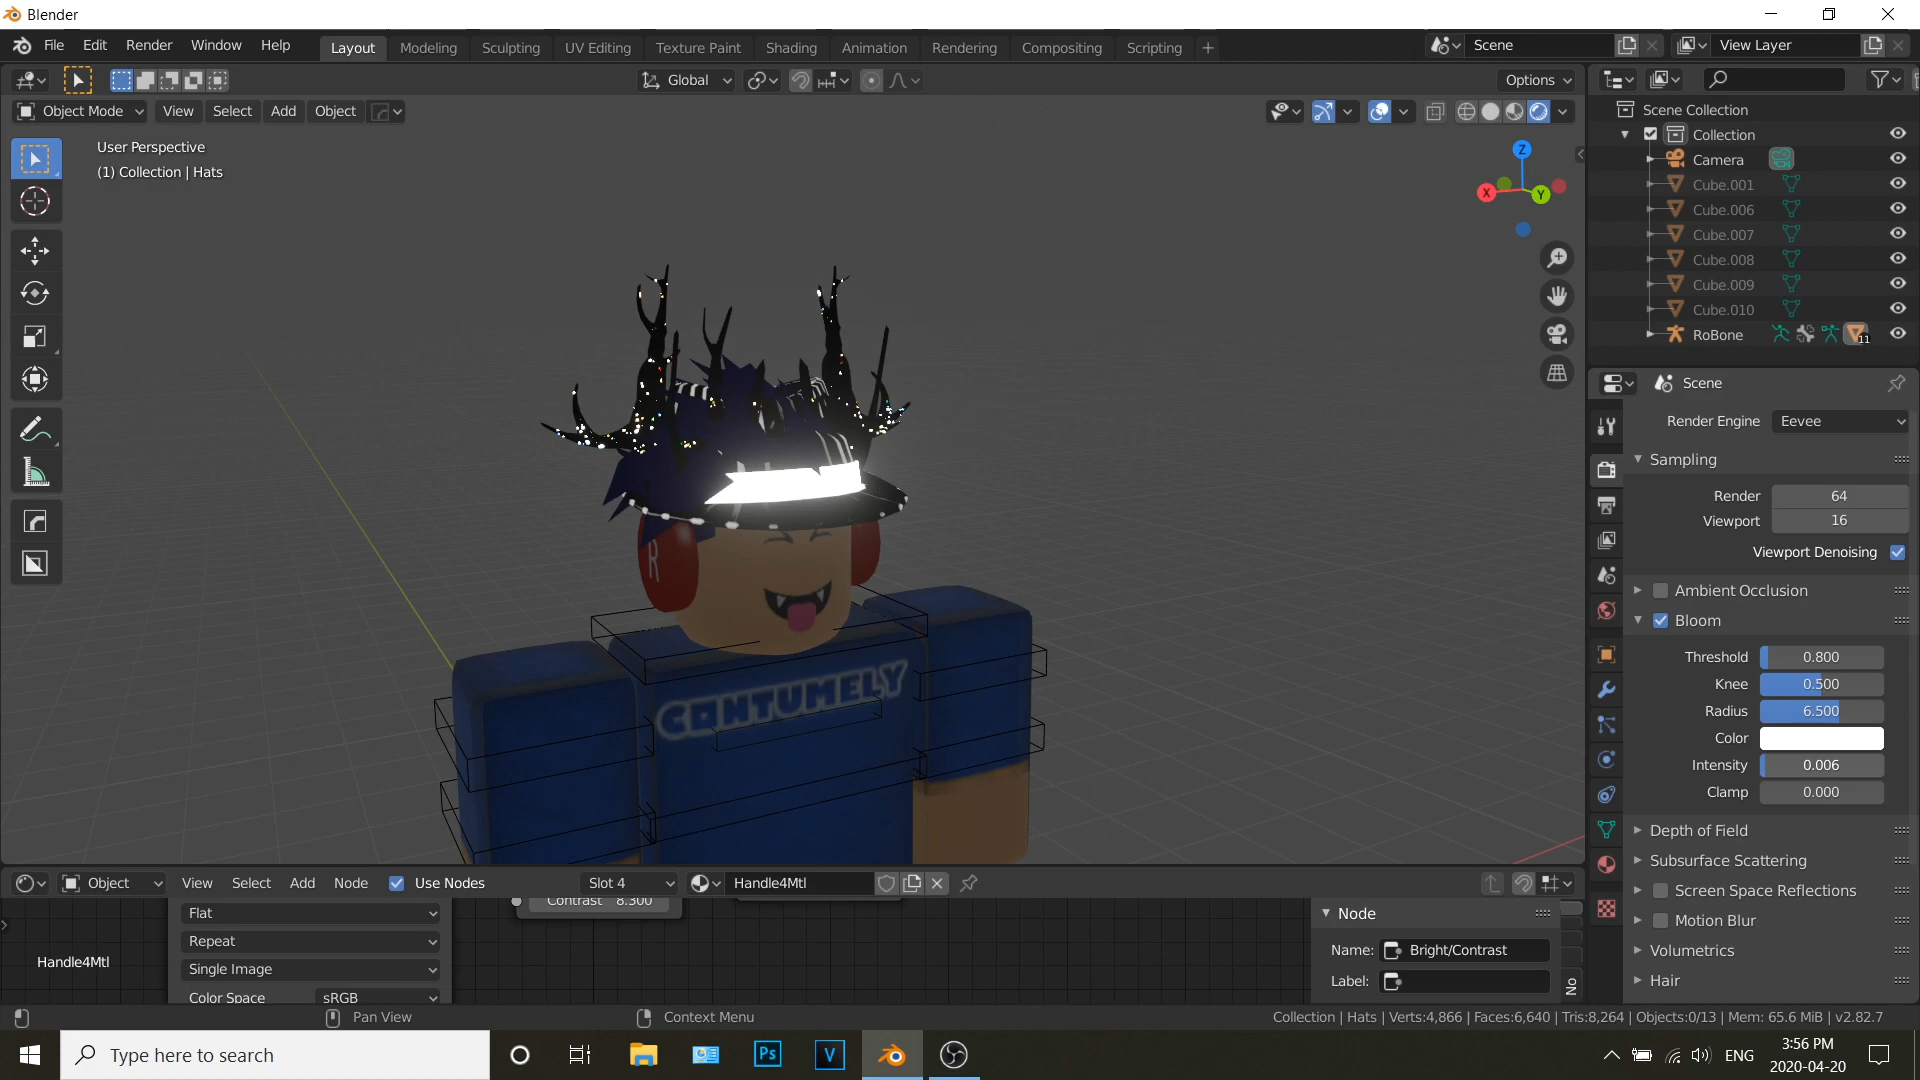 Blender
File Edit Render Window Help
Layout Modeling Sculpting UV Editing Texture Paint Shading Animation Rendering Compositing Scripting +
Scene
View Layer
Global
Options
Object Mode View Select Add Object
User Perspective
(1) Collection | Hats
Z
X
Y
R
CONTUMELY
Scene Collection
Collection
Camera
Cube.001
Cube.006
Cube.007
Cube.008
Cube.009
Cube.010
RoBone 11
Scene
Render Engine Eevee
Sampling
Render 64
Viewport 16
Viewport Denoising
Ambient Occlusion
Bloom
Threshold 0.800
Knee 0.500
Radius 6.500
Color
Intensity 0.006
Clamp 0.000
Depth of Field
Subsurface Scattering
Screen Space Reflections
Motion Blur
Volumetrics
Hair
Object View Select Add Node Use Nodes Slot 4 Handle4Mtl
Contrast 8.300
Flat
Repeat
Single Image
Color Space sRGB
Handle4Mtl
Node
Name: Bright/Contrast
Label:
No
Pan View
Context Menu
Collection | Hats | Verts:4,866 | Faces:6,640 | Tris:8,264 | Objects:0/13 | Mem: 65.6 MiB | v2.82.7
Type here to search
Ps
V
ENG
3:56 PM
2020-04-20